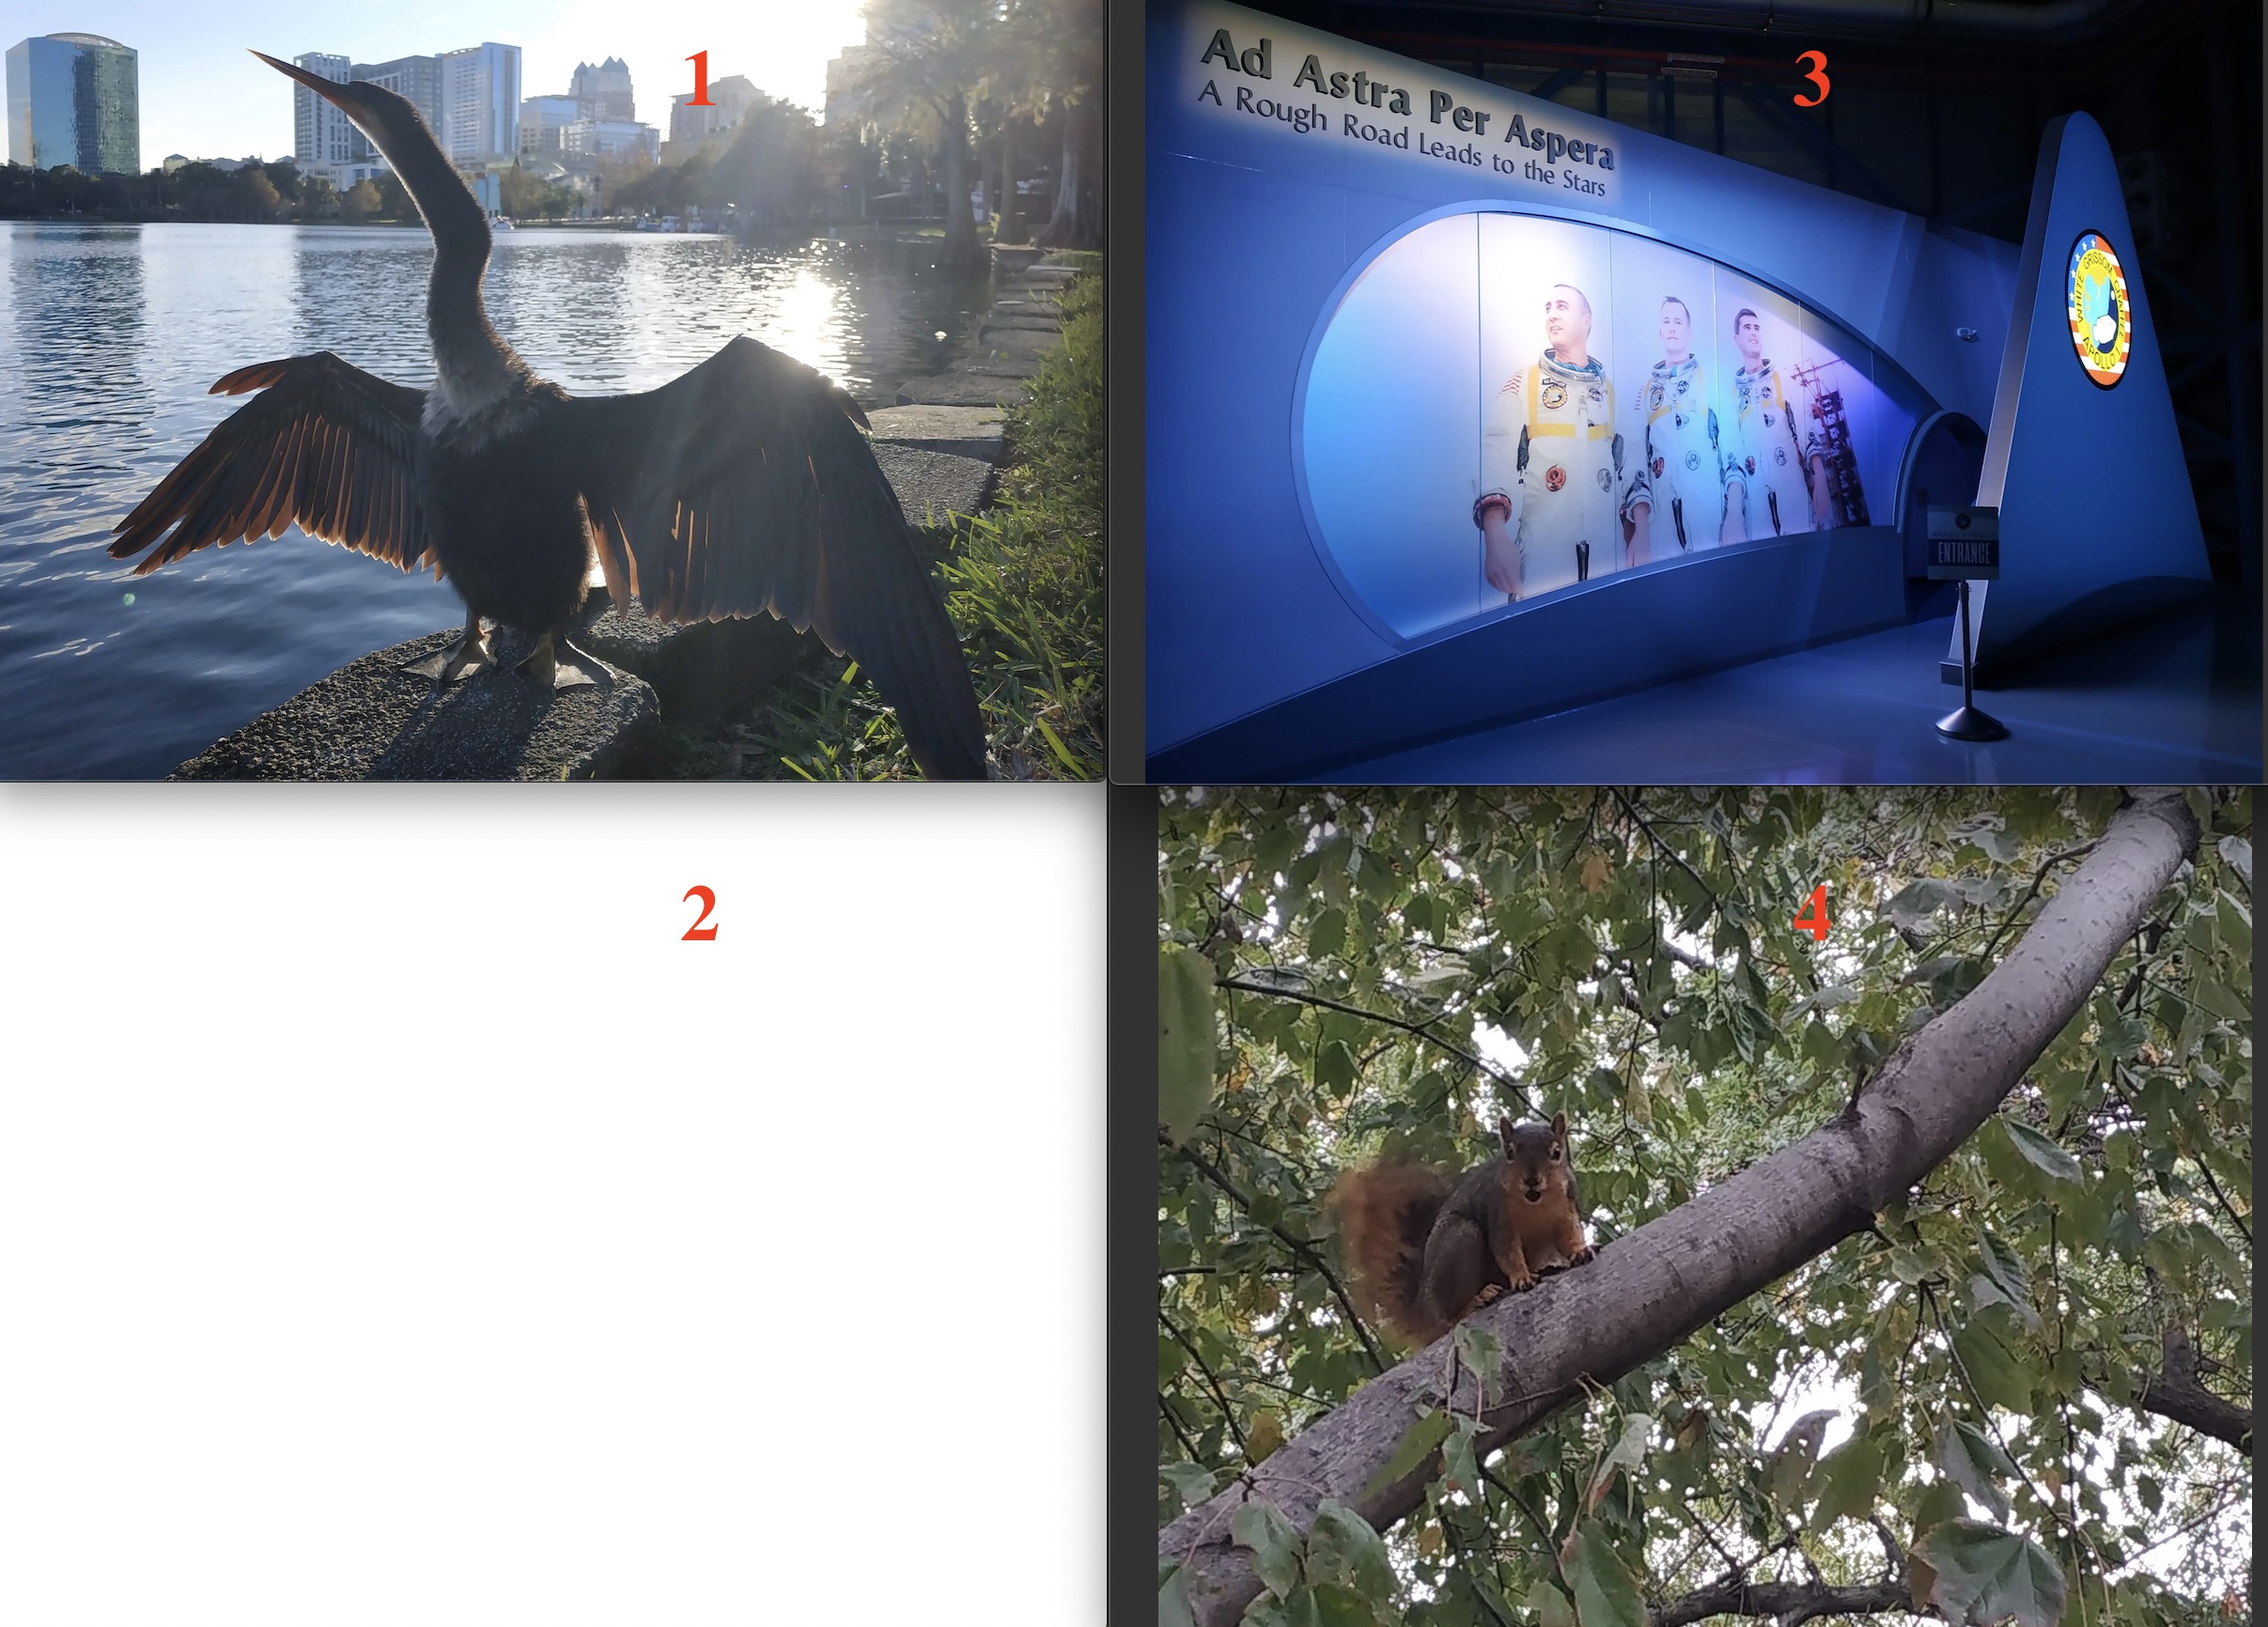 1
3
Ad Astra Per Aspera
A Rough Road Leads to the Stars
WHITE GRISSOM CHAFFEE
APOLLO 1
ENTRANCE
2
4